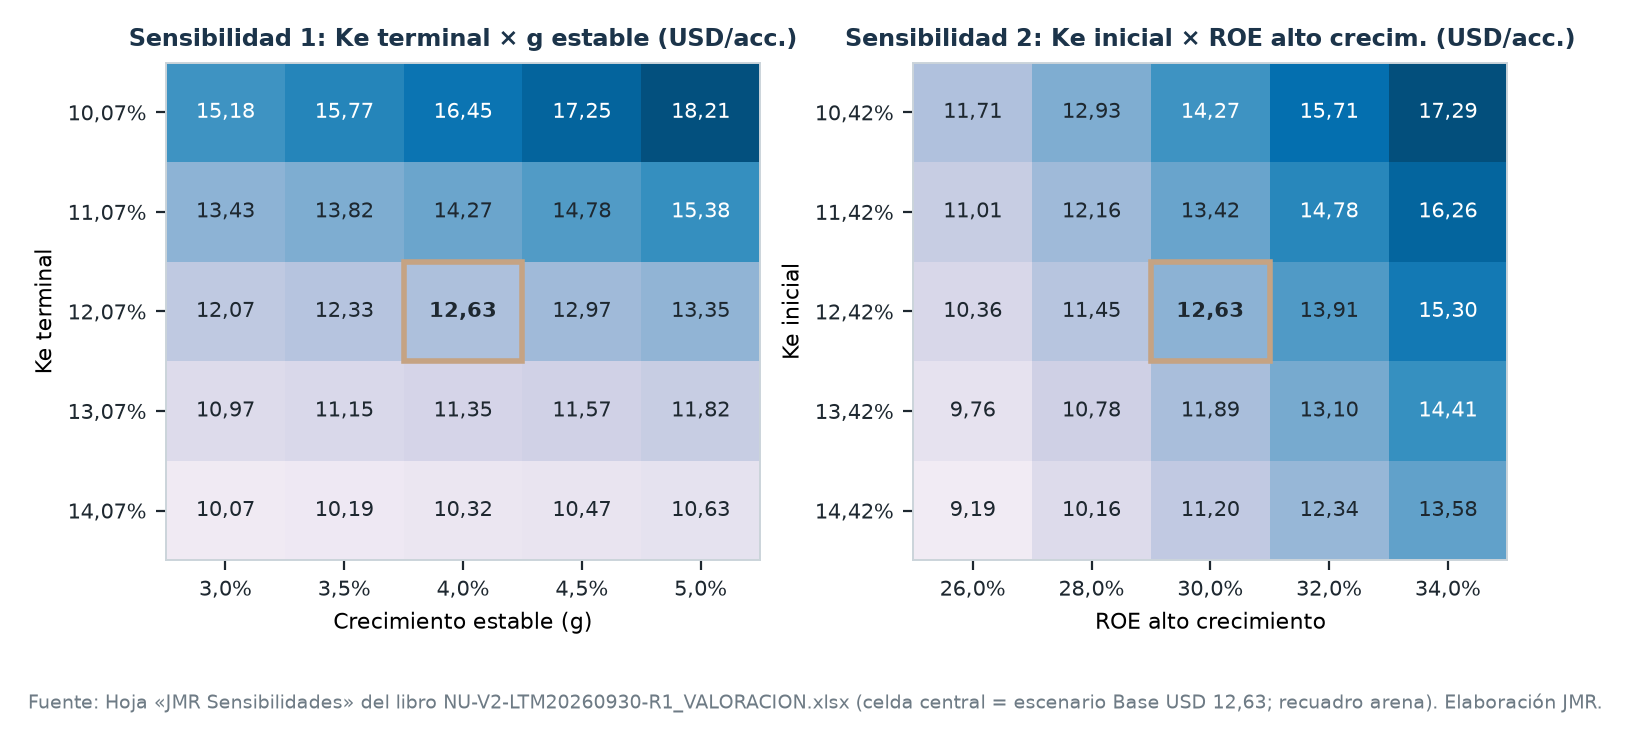 Sensibilidad 1: Ke terminal × g estable (USD/acc.)
Ke terminal
10,07% 15,18 15,77 16,45 17,25 18,21
11,07% 13,43 13,82 14,27 14,78 15,38
12,07% 12,07 12,33 12,63 12,97 13,35
13,07% 10,97 11,15 11,35 11,57 11,82
14,07% 10,07 10,19 10,32 10,47 10,63
3,0% 3,5% 4,0% 4,5% 5,0%
Crecimiento estable (g)
Sensibilidad 2: Ke inicial × ROE alto crecim. (USD/acc.)
Ke inicial
10,42% 11,71 12,93 14,27 15,71 17,29
11,42% 11,01 12,16 13,42 14,78 16,26
12,42% 10,36 11,45 12,63 13,91 15,30
13,42% 9,76 10,78 11,89 13,10 14,41
14,42% 9,19 10,16 11,20 12,34 13,58
26,0% 28,0% 30,0% 32,0% 34,0%
ROE alto crecimiento
Fuente: Hoja «JMR Sensibilidades» del libro NU-V2-LTM20260930-R1_VALORACION.xlsx (celda central = escenario Base USD 12,63; recuadro arena). Elaboración JMR.